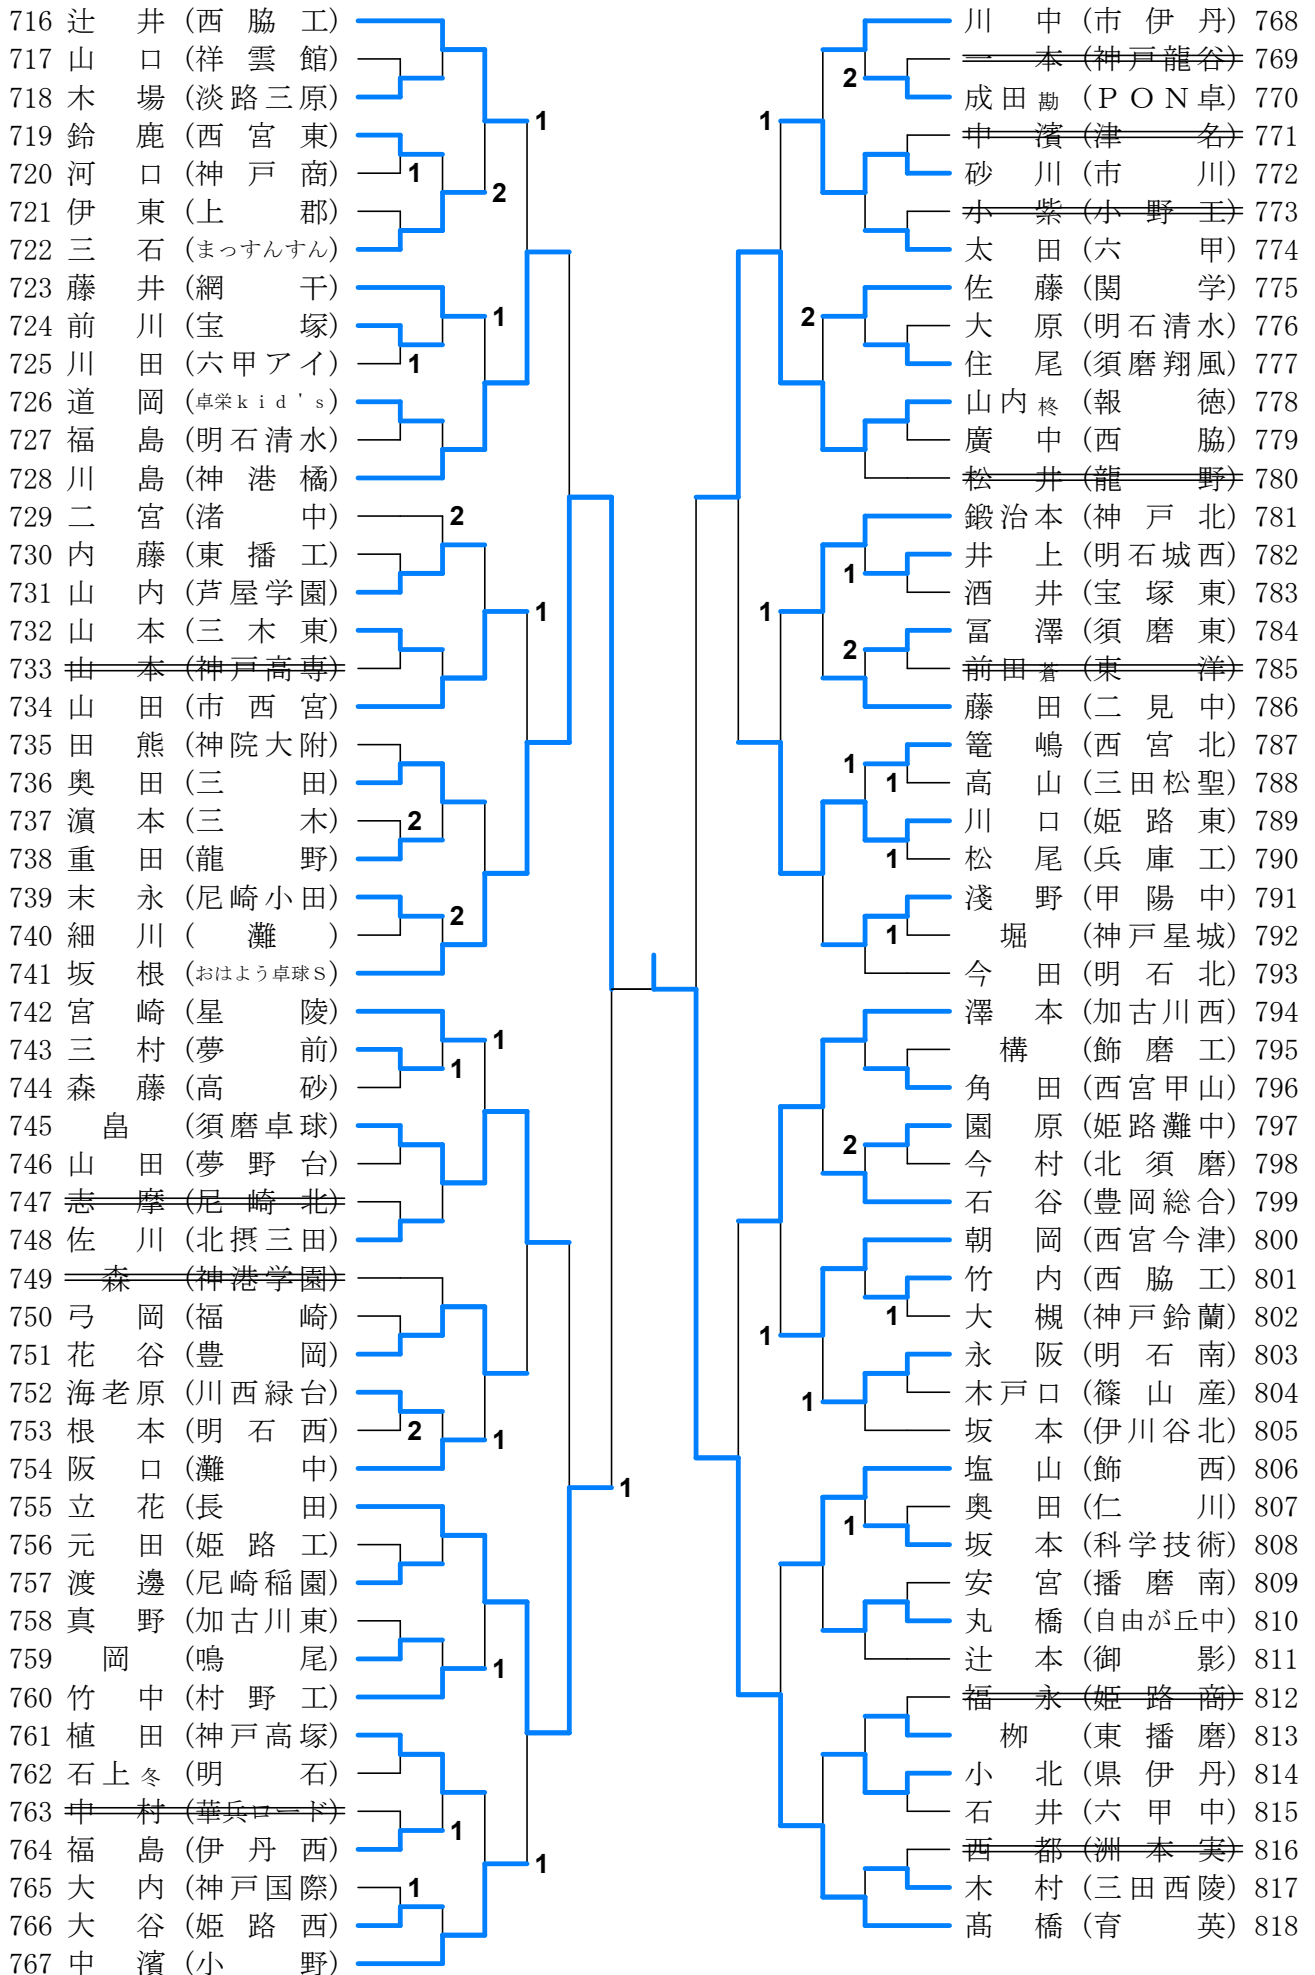 716 辻井 (西脇工)
717 山口 (祥雲館)
718 木場 (淡路三原)
1
719 鈴鹿 (西宮東)
720 河口 (神戸商) 1
2
721 伊東 (上郡)
722 三石 (まっすんすん)
723 藤井 (網干)
1
724 前川 (宝塚)
725 川田 (六甲アイ) 1
726 道岡 (卓栄kid's)
727 福島 (明石清水)
728 川島 (神港橘)
729 二宮 (渚中) 2
730 内藤 (東播工)
731 山内 (芦屋学園)
1
732 山本 (三木東)
733 山本 (神戸高専)
734 山田 (市西宮)
735 田熊 (神院大附)
736 奥田 (三田)
737 濵本 (三木) 2
738 重田 (龍野)
739 末永 (尼崎小田)
2
740 細川 (灘)
741 坂根 (おはよう卓球S)
742 宮崎 (星陵)
1
743 三村 (夢前)
1
744 森藤 (高砂)
745 畠 (須磨卓球)
746 山田 (夢野台)
747 志摩 (尼崎北)
748 佐川 (北摂三田)
749 森 (神港学園)
750 弓岡 (福崎)
751 花谷 (豊岡)
752 海老原 (川西緑台)
753 根本 (明石西) 2
1
754 阪口 (灘中)
1
755 立花 (長田)
756 元田 (姫路工)
757 渡邊 (尼崎稲園)
758 真野 (加古川東)
759 岡 (鳴尾)
1
760 竹中 (村野工)
761 植田 (神戸高塚)
762 石上冬 (明石)
763 中村 (華兵ロード)
1
764 福島 (伊丹西)
1
765 大内 (神戸国際) 1
766 大谷 (姫路西)
767 中濱 (小野)
川中 (市伊丹) 768
一本 (神戸龍谷) 769
2
成田勘 (PON卓) 770
1
中濱 (津名) 771
砂川 (市川) 772
小紫 (小野工) 773
太田 (六甲) 774
佐藤 (関学) 775
2
大原 (明石清水) 776
住尾 (須磨翔風) 777
山内柊 (報徳) 778
廣中 (西脇) 779
松井 (龍野) 780
鍛治本 (神戸北) 781
井上 (明石城西) 782
1
酒井 (宝塚東) 783
1
冨澤 (須磨東) 784
2
前田蒼 (東洋) 785
藤田 (二見中) 786
篭嶋 (西宮北) 787
1
1 高山 (三田松聖) 788
川口 (姫路東) 789
1 松尾 (兵庫工) 790
淺野 (甲陽中) 791
1 堀 (神戸星城) 792
今田 (明石北) 793
澤本 (加古川西) 794
構 (飾磨工) 795
角田 (西宮甲山) 796
園原 (姫路灘中) 797
2
今村 (北須磨) 798
石谷 (豊岡総合) 799
朝岡 (西宮今津) 800
竹内 (西脇工) 801
1 大槻 (神戸鈴蘭) 802
1
永阪 (明石南) 803
木戸口 (篠山産) 804
1
坂本 (伊川谷北) 805
塩山 (飾西) 806
奥田 (仁川) 807
1
坂本 (科学技術) 808
安宮 (播磨南) 809
丸橋 (自由が丘中) 810
辻本 (御影) 811
福永 (姫路商) 812
栁 (東播磨) 813
小北 (県伊丹) 814
石井 (六甲中) 815
西都 (洲本実) 816
木村 (三田西陵) 817
髙橋 (育英) 818